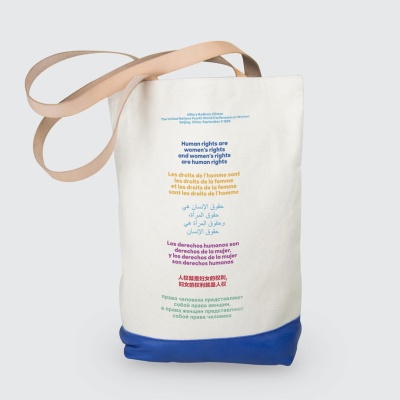 Hillary Rodham Clinton
The United Nations Fourth World Conference on Women
Beijing, China: September 5 1995
Human rights are
women's rights
and women's rights
are human rights
Les droits de l'homme sont
les droits de la femme
et les droits de la femme
sont les droits de l'homme
حقوق الإنسان هي
حقوق المرأة،
وحقوق المرأة هي
حقوق الإنسان
Los derechos humanos son
derechos de la mujer,
y los derechos de la mujer
son derechos humanos
人权就是妇女的权利,
妇女的权利就是人权
права человека представляют
собой права женщин,
а права женщин представляют
собой права человека